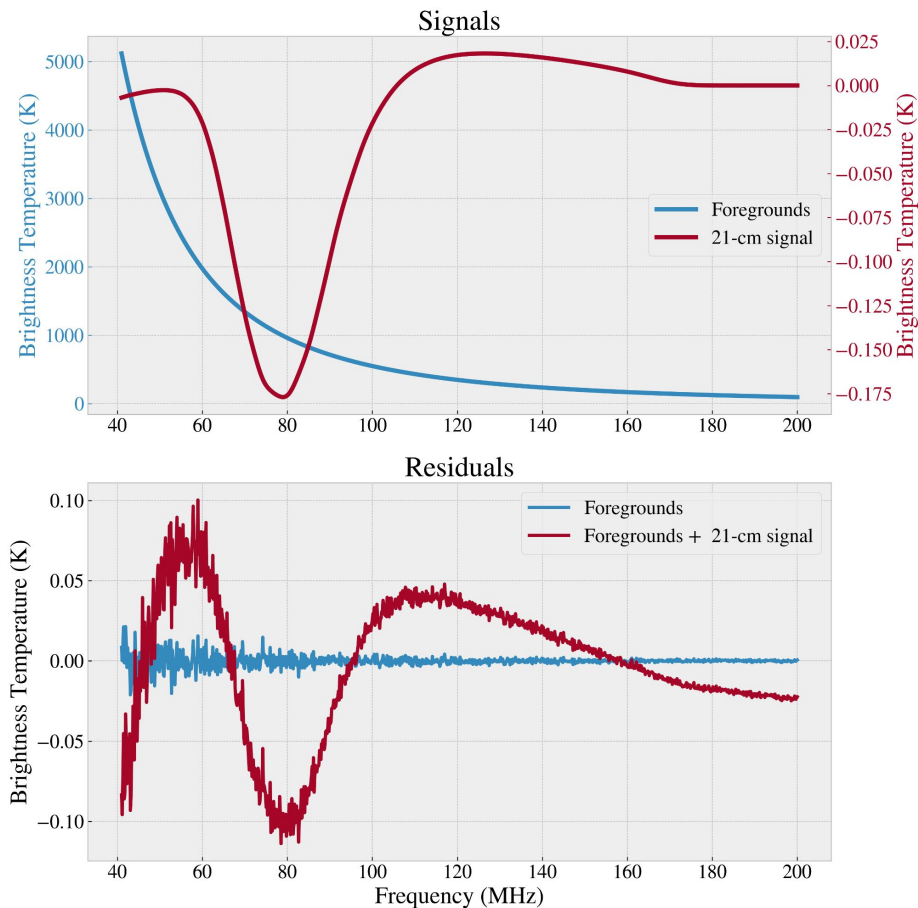 Signals
Brightness Temperature (K)
5000
4000
3000
2000
1000
0
0.025
0.000
−0.025
−0.050
−0.075
−0.100
−0.125
−0.150
−0.175
Brightness Temperature (K)
Foregrounds
21-cm signal
40 60 80 100 120 140 160 180 200
Residuals
Brightness Temperature (K)
0.10
0.05
0.00
−0.05
−0.10
Foregrounds
Foregrounds + 21-cm signal
40 60 80 100 120 140 160 180 200
Frequency (MHz)